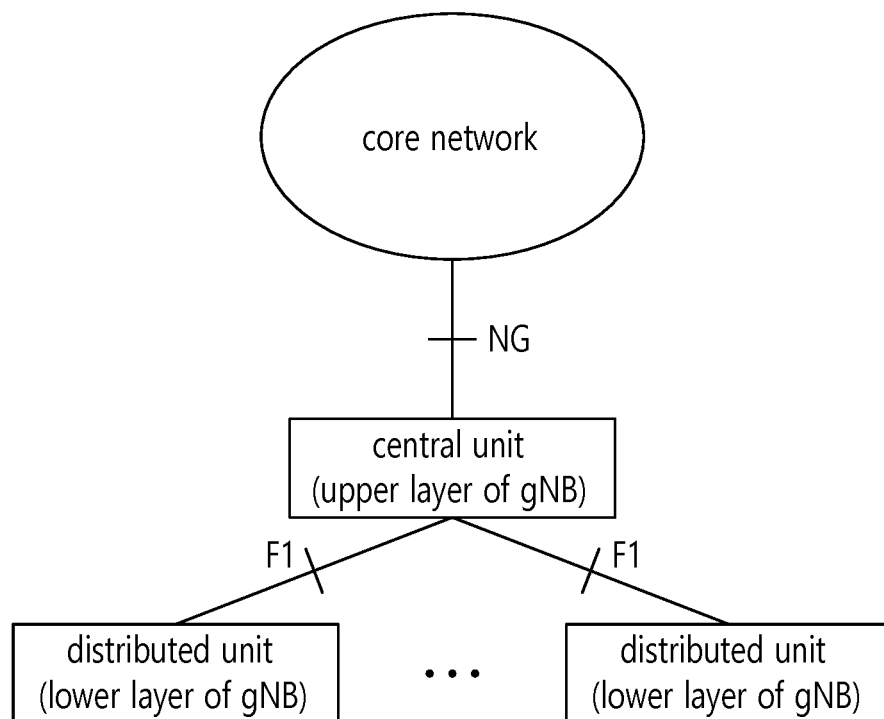 core network
NG
central unit
(upper layer of gNB)
F1
F1
distributed unit
(lower layer of gNB)
...
distributed unit
(lower layer of gNB)